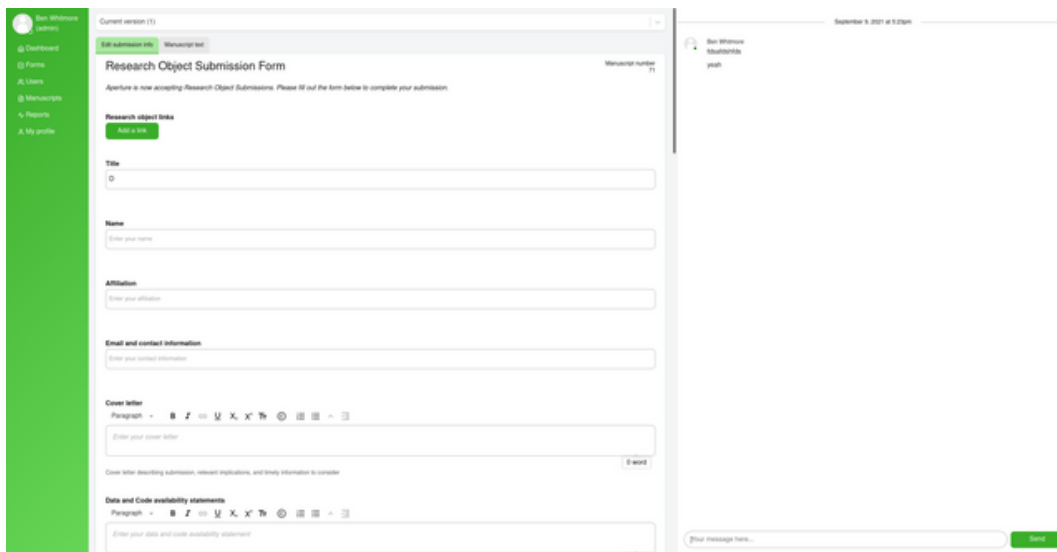 Ben Whitmore
(admin)
Dashboard
Forms
Users
Manuscripts
Reports
My profile
Current version (1)
Edit submission info
Manuscript text
Research Object Submission Form
Manuscript number
71
Aperture is now accepting Research Object Submissions. Please fill out the form below to complete your submission.
Research object links
Add a link
Title
Name
Enter your name
Affiliation
Enter your affiliation
Email and contact information
Enter your contact information
Cover letter
Paragraph
Enter your cover letter
0 word
Cover letter describing submission, relevant implications, and timely information to consider
Data and Code availability statements
Paragraph
Enter your data and code availability statement
September 9, 2021 at 5:23pm
Ben Whitmore
yeah
Your message here...
Send